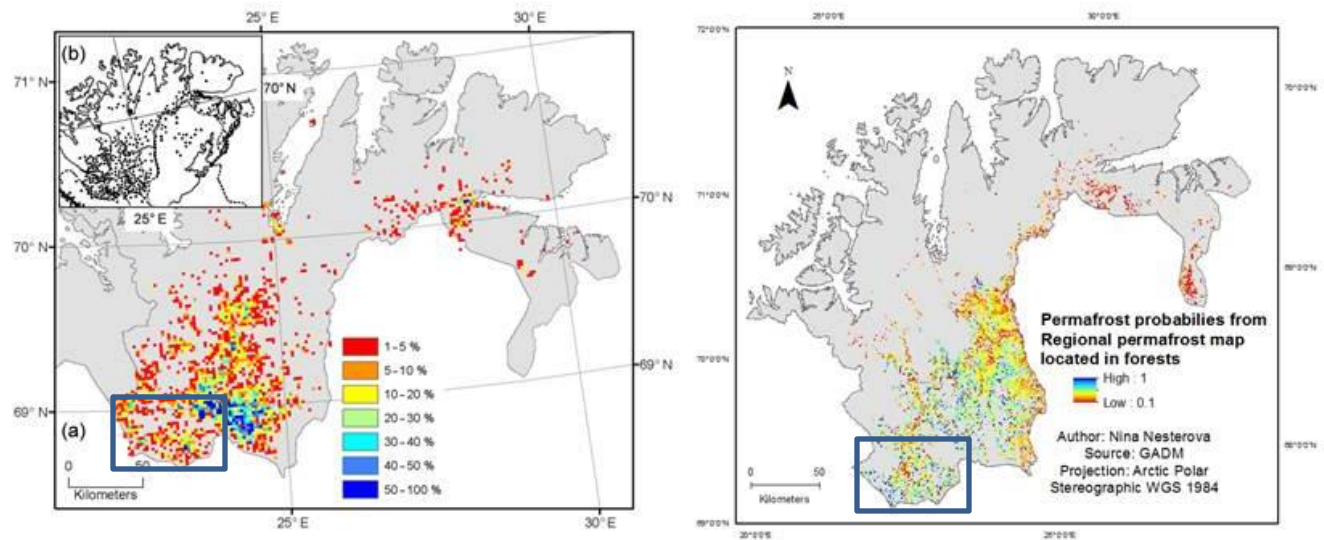 25° E
30° E
(b)
70° N
25° E
71° N
70° N
69° N
70° N
69° N
(a)
0 50
Kilometers
1-5 %
5-10 %
10-20 %
20-30 %
30-40 %
40-50 %
50-100 %
25° E
30° E
N
Permafrost probabilies from
Regional permafrost map
located in forests
High : 1
Low : 0.1
Author: Nina Nesterova
Source: GADM
Projection: Arctic Polar
Stereographic WGS 1984
0 50
Kilometers